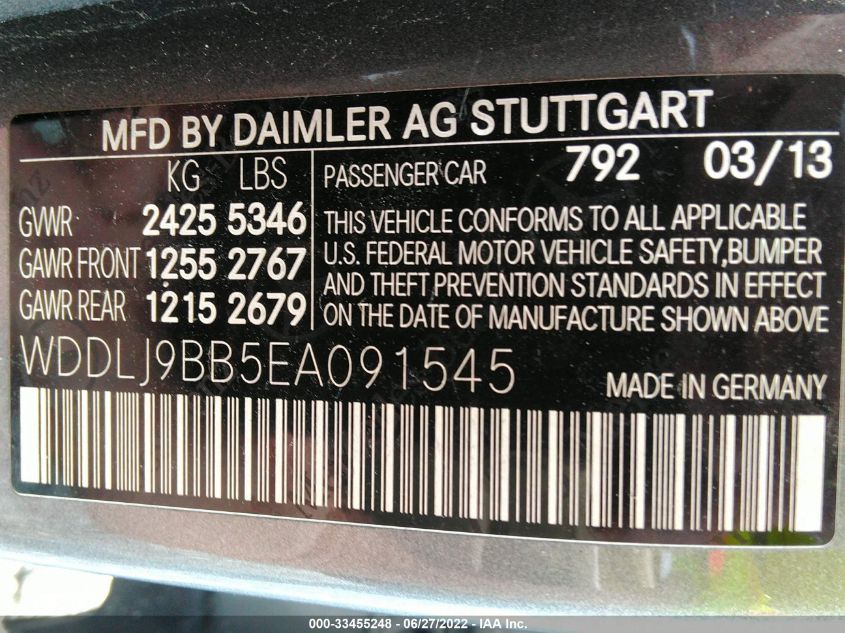 MFD BY DAIMLER AG STUTTGART
KG LBS
GVWR 2425 5346
GAWR FRONT 1255 2767
GAWR REAR 1215 2679
PASSENGER CAR 792 03/13
THIS VEHICLE CONFORMS TO ALL APPLICABLE
U.S. FEDERAL MOTOR VEHICLE SAFETY,BUMPER
AND THEFT PREVENTION STANDARDS IN EFFECT
ON THE DATE OF MANUFACTURE SHOWN ABOVE
WDDLJ9BB5EA091545
MADE IN GERMANY
000-33455248 - 06/27/2022 - IAA Inc.